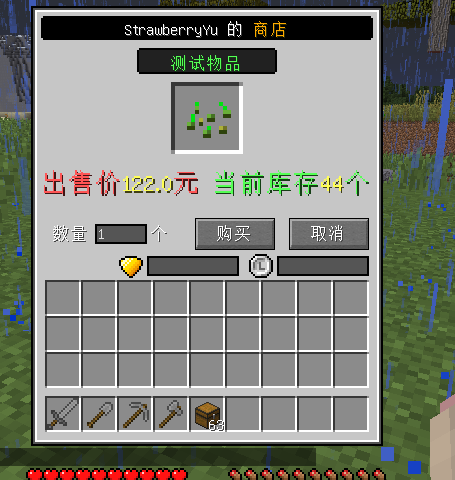 StrawberryYu 的 商店
测试物品
出售价122.0元 当前库存44个
数量 1 个 购买 取消
L
63